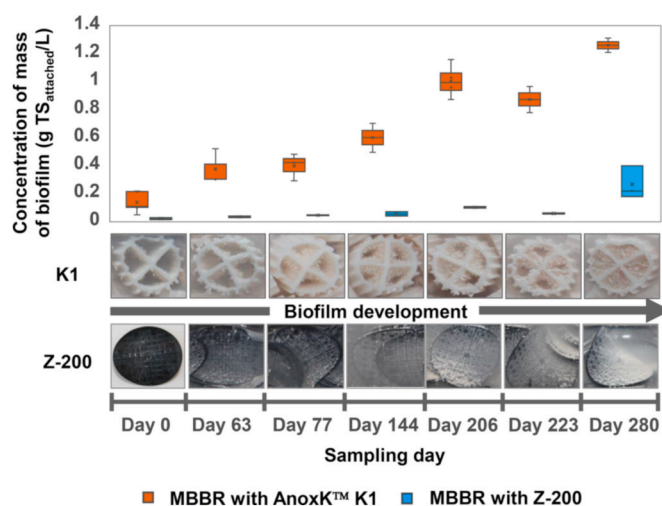 Concentration of mass
of biofilm (g TSattached/L)
1.4
1.2
1
0.8
0.6
0.4
0.2
0
K1
Biofilm development
Z-200
Day 0 Day 63 Day 77 Day 144 Day 206 Day 223 Day 280
Sampling day
MBBR with AnoxK™ K1 MBBR with Z-200